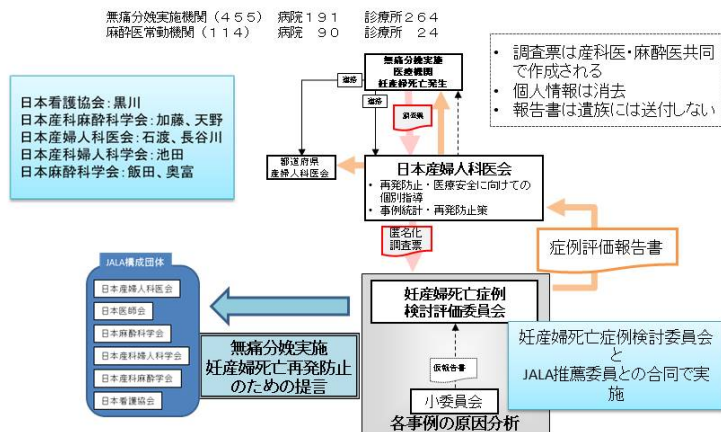 無痛分娩実施機関（４５５） 病院１９１ 診療所２６４
麻酔医常勤機関（１１４） 病院 ９０ 診療所 ２４
日本看護協会：黒川
日本産科麻酔科学会：加藤、天野
日本産婦人科医会：石渡、長谷川
日本産科婦人科学会：池田
日本麻酔科学会：飯田、奥富
無痛分娩実施
医療機関
妊産婦死亡発生
連絡
連絡
調査票
• 調査票は産科医・麻酔医共同
で作成される
• 個人情報は消去
• 報告書は遺族には送付しない
都道府県
産婦人科医会
日本産婦人科医会
• 再発防止・医療安全に向けての
個別指導
• 事例統計・再発防止策
匿名化
調査票
症例評価報告書
JALA構成団体
日本産婦人科医会
日本医師会
日本麻酔科学会
日本産科婦人科学会
日本産科麻酔学会
日本看護協会
無痛分娩実施
妊産婦死亡再発防止
のための提言
妊産婦死亡症例
検討評価委員会
仮報告書
小委員会
各事例の原因分析
妊産婦死亡症例検討委員会
と
JALA推薦委員との合同で実
施